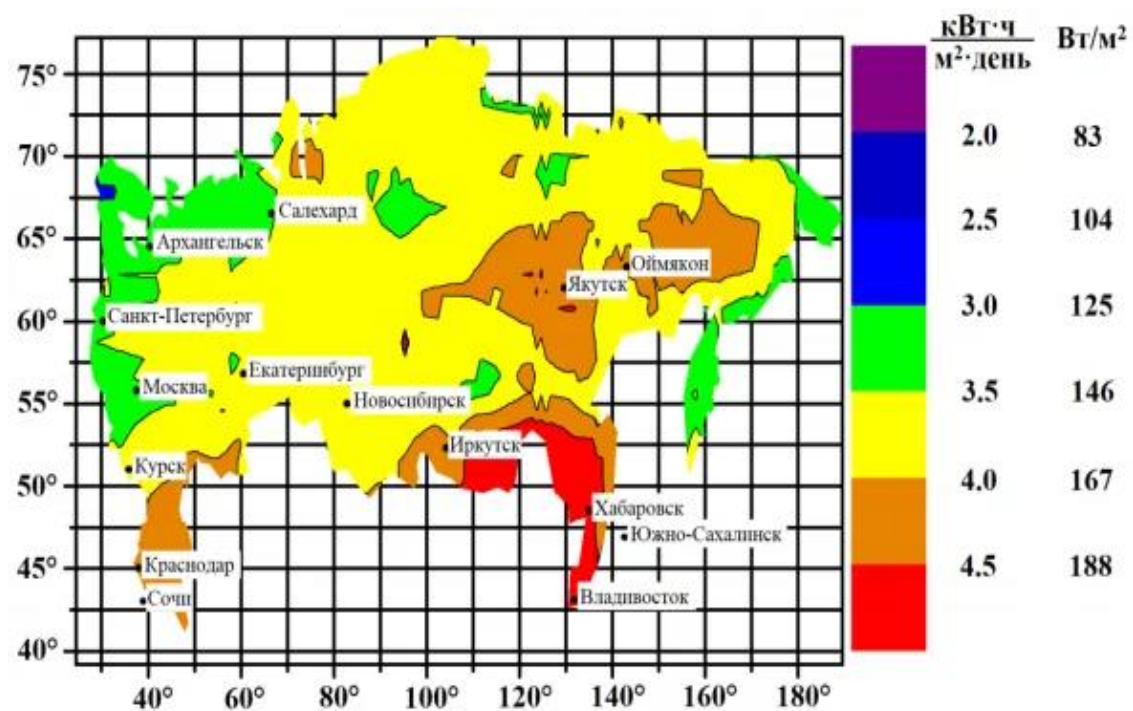 кВт·ч
м²·день
Вт/м²
75°
70°
65°
60°
55°
50°
45°
40°
Салехард
Архангельск
Оймякон
Якутск
Санкт-Петербург
Екатеринбург
Москва
Новосибирск
Иркутск
Курск
Хабаровск
Южно-Сахалинск
Краснодар
Сочи
Владивосток
2.0 83
2.5 104
3.0 125
3.5 146
4.0 167
4.5 188
40° 60° 80° 100° 120° 140° 160° 180°